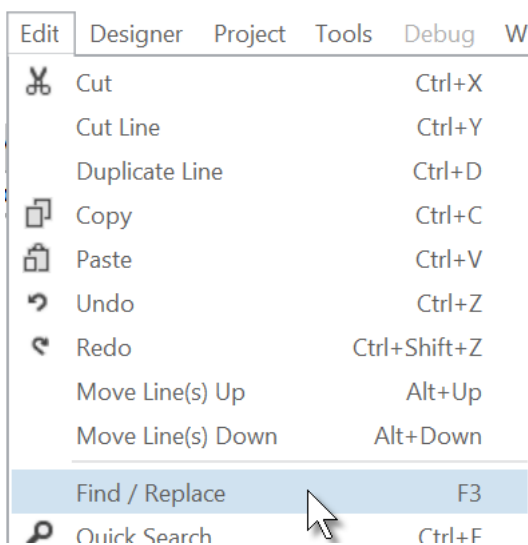 Edit Designer Project Tools Debug W
Cut Ctrl+X
Cut Line Ctrl+Y
Duplicate Line Ctrl+D
Copy Ctrl+C
Paste Ctrl+V
Undo Ctrl+Z
Redo Ctrl+Shift+Z
Move Line(s) Up Alt+Up
Move Line(s) Down Alt+Down
Find / Replace F3
Quick Search Ctrl+F